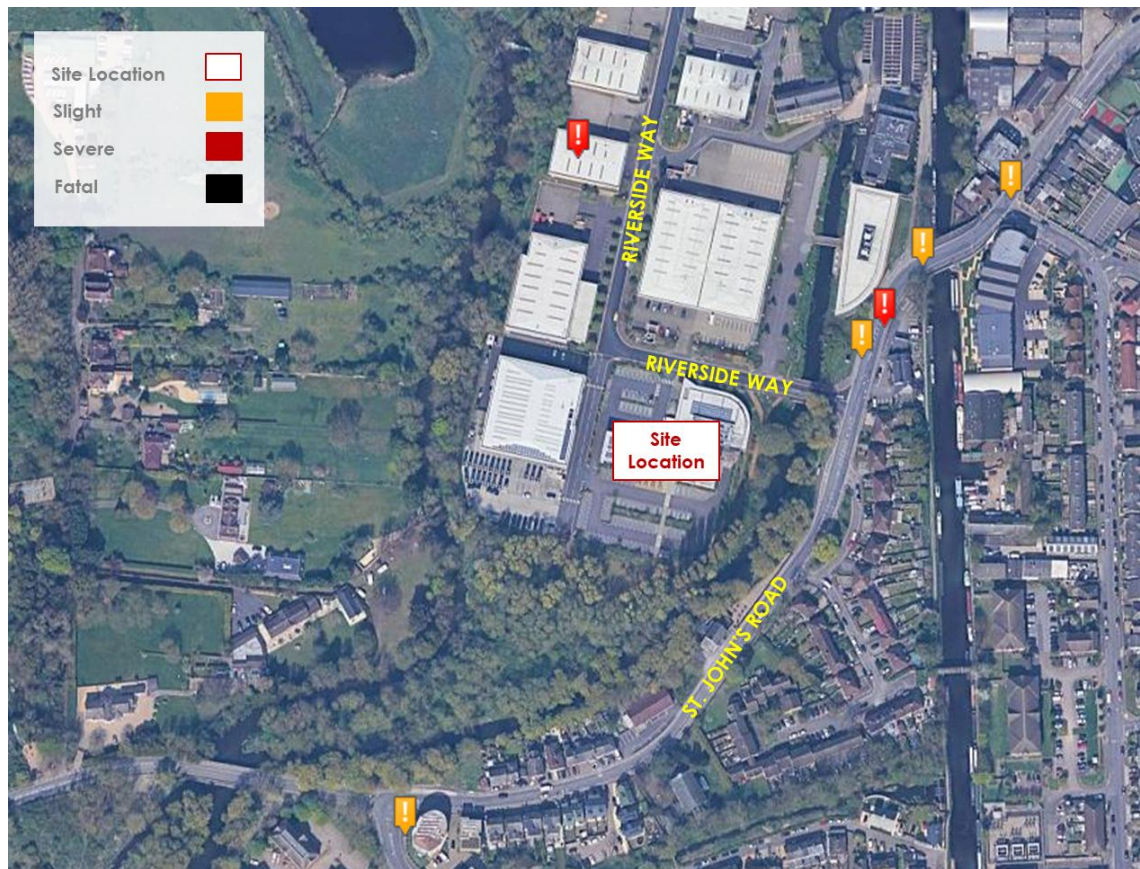 Site Location
Slight
Severe
Fatal
!
RIVERSIDE WAY
!
!
!
!
RIVERSIDE WAY
Site
Location
ST. JOHN'S ROAD
!